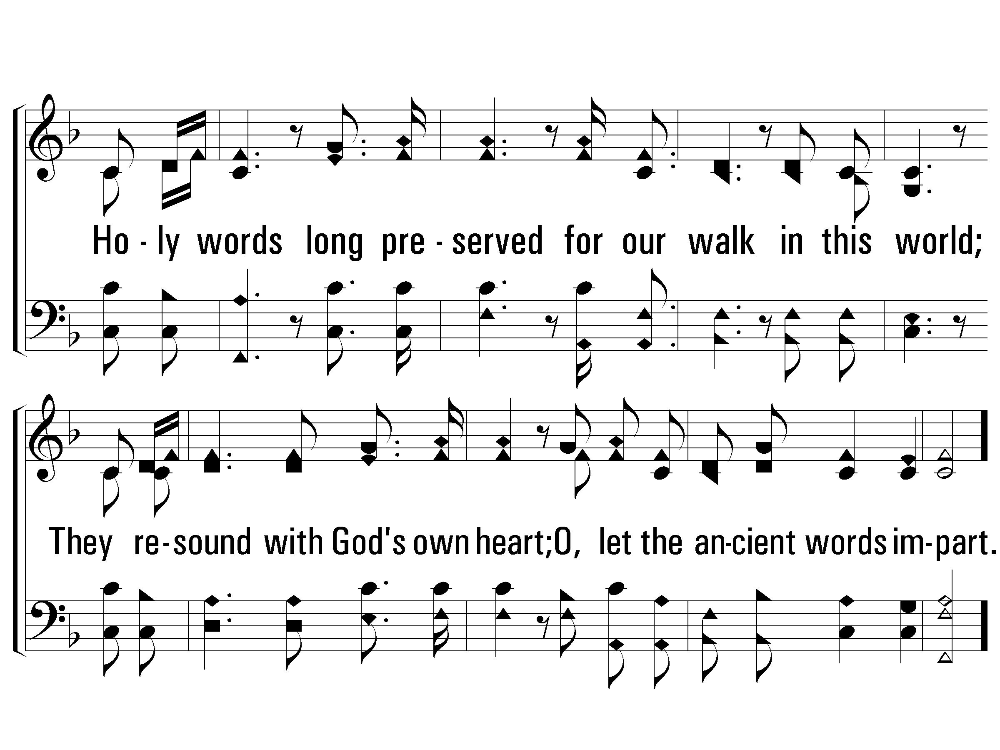 Ho - ly words long pre - served for our walk in this world;
They re - sound with God's own heart; O, let the an-cient words im-part.